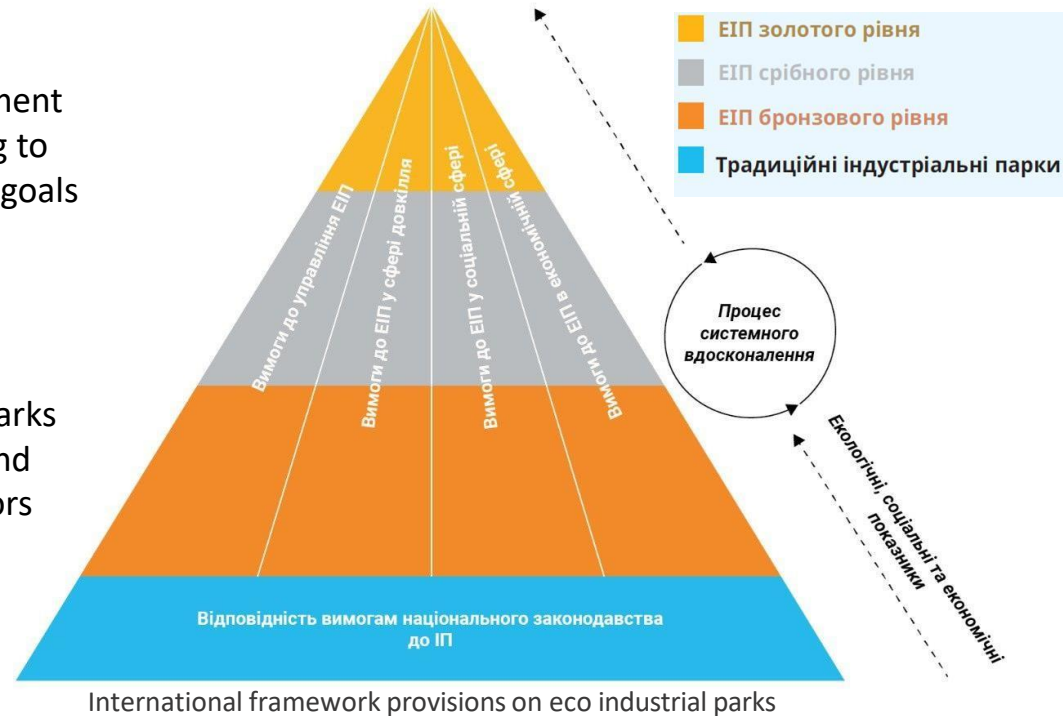 ment
g to
goals
arks
nd
ors
ЕІП золотого рівня
ЕІП срібного рівня
ЕІП бронзового рівня
Традиційні індустріальні парки
Вимоги до управління ЕІП
Вимоги до ЕІП у сфері довкілля
Вимоги до ЕІП у соціальній сфері
Вимоги до ЕІП в економічній сфері
Процес
системного
вдосконалення
Екологічні, соціальні та економічні
показники
Відповідність вимогам національного законодавства
до ІП
International framework provisions on eco industrial parks